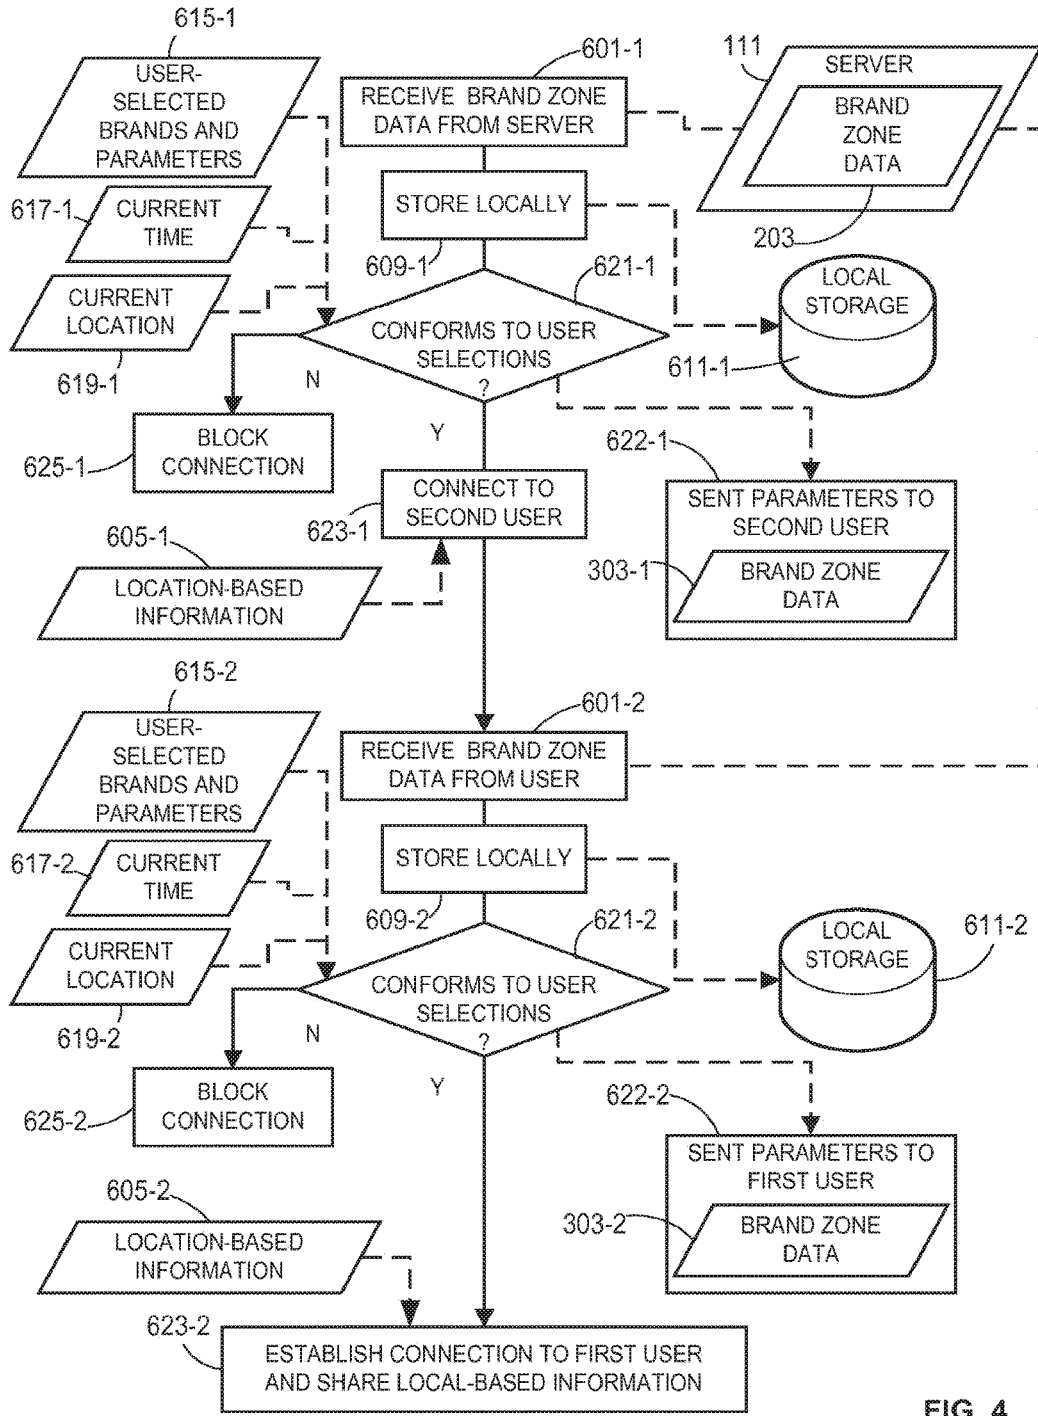 615-1
USER-
SELECTED
BRANDS AND
PARAMETERS
601-1
RECEIVE BRAND ZONE
DATA FROM SERVER
111
SERVER
BRAND
ZONE
DATA
203
617-1
CURRENT
TIME
STORE LOCALLY
609-1
621-1
CURRENT
LOCATION
619-1
CONFORMS TO USER
SELECTIONS
?
LOCAL
STORAGE
611-1
N
Y
BLOCK
CONNECTION
625-1
622-1
CONNECT TO
SECOND USER
623-1
SENT PARAMETERS TO
SECOND USER
303-1
BRAND ZONE
DATA
605-1
LOCATION-BASED
INFORMATION
615-2
USER-
SELECTED
BRANDS AND
PARAMETERS
601-2
RECEIVE BRAND ZONE
DATA FROM USER
617-2
CURRENT
TIME
STORE LOCALLY
609-2
621-2
CURRENT
LOCATION
619-2
CONFORMS TO USER
SELECTIONS
?
LOCAL
STORAGE
611-2
N
Y
BLOCK
CONNECTION
625-2
622-2
SENT PARAMETERS TO
FIRST USER
303-2
BRAND ZONE
DATA
605-2
LOCATION-BASED
INFORMATION
623-2
ESTABLISH CONNECTION TO FIRST USER
AND SHARE LOCAL-BASED INFORMATION
FIG. 4